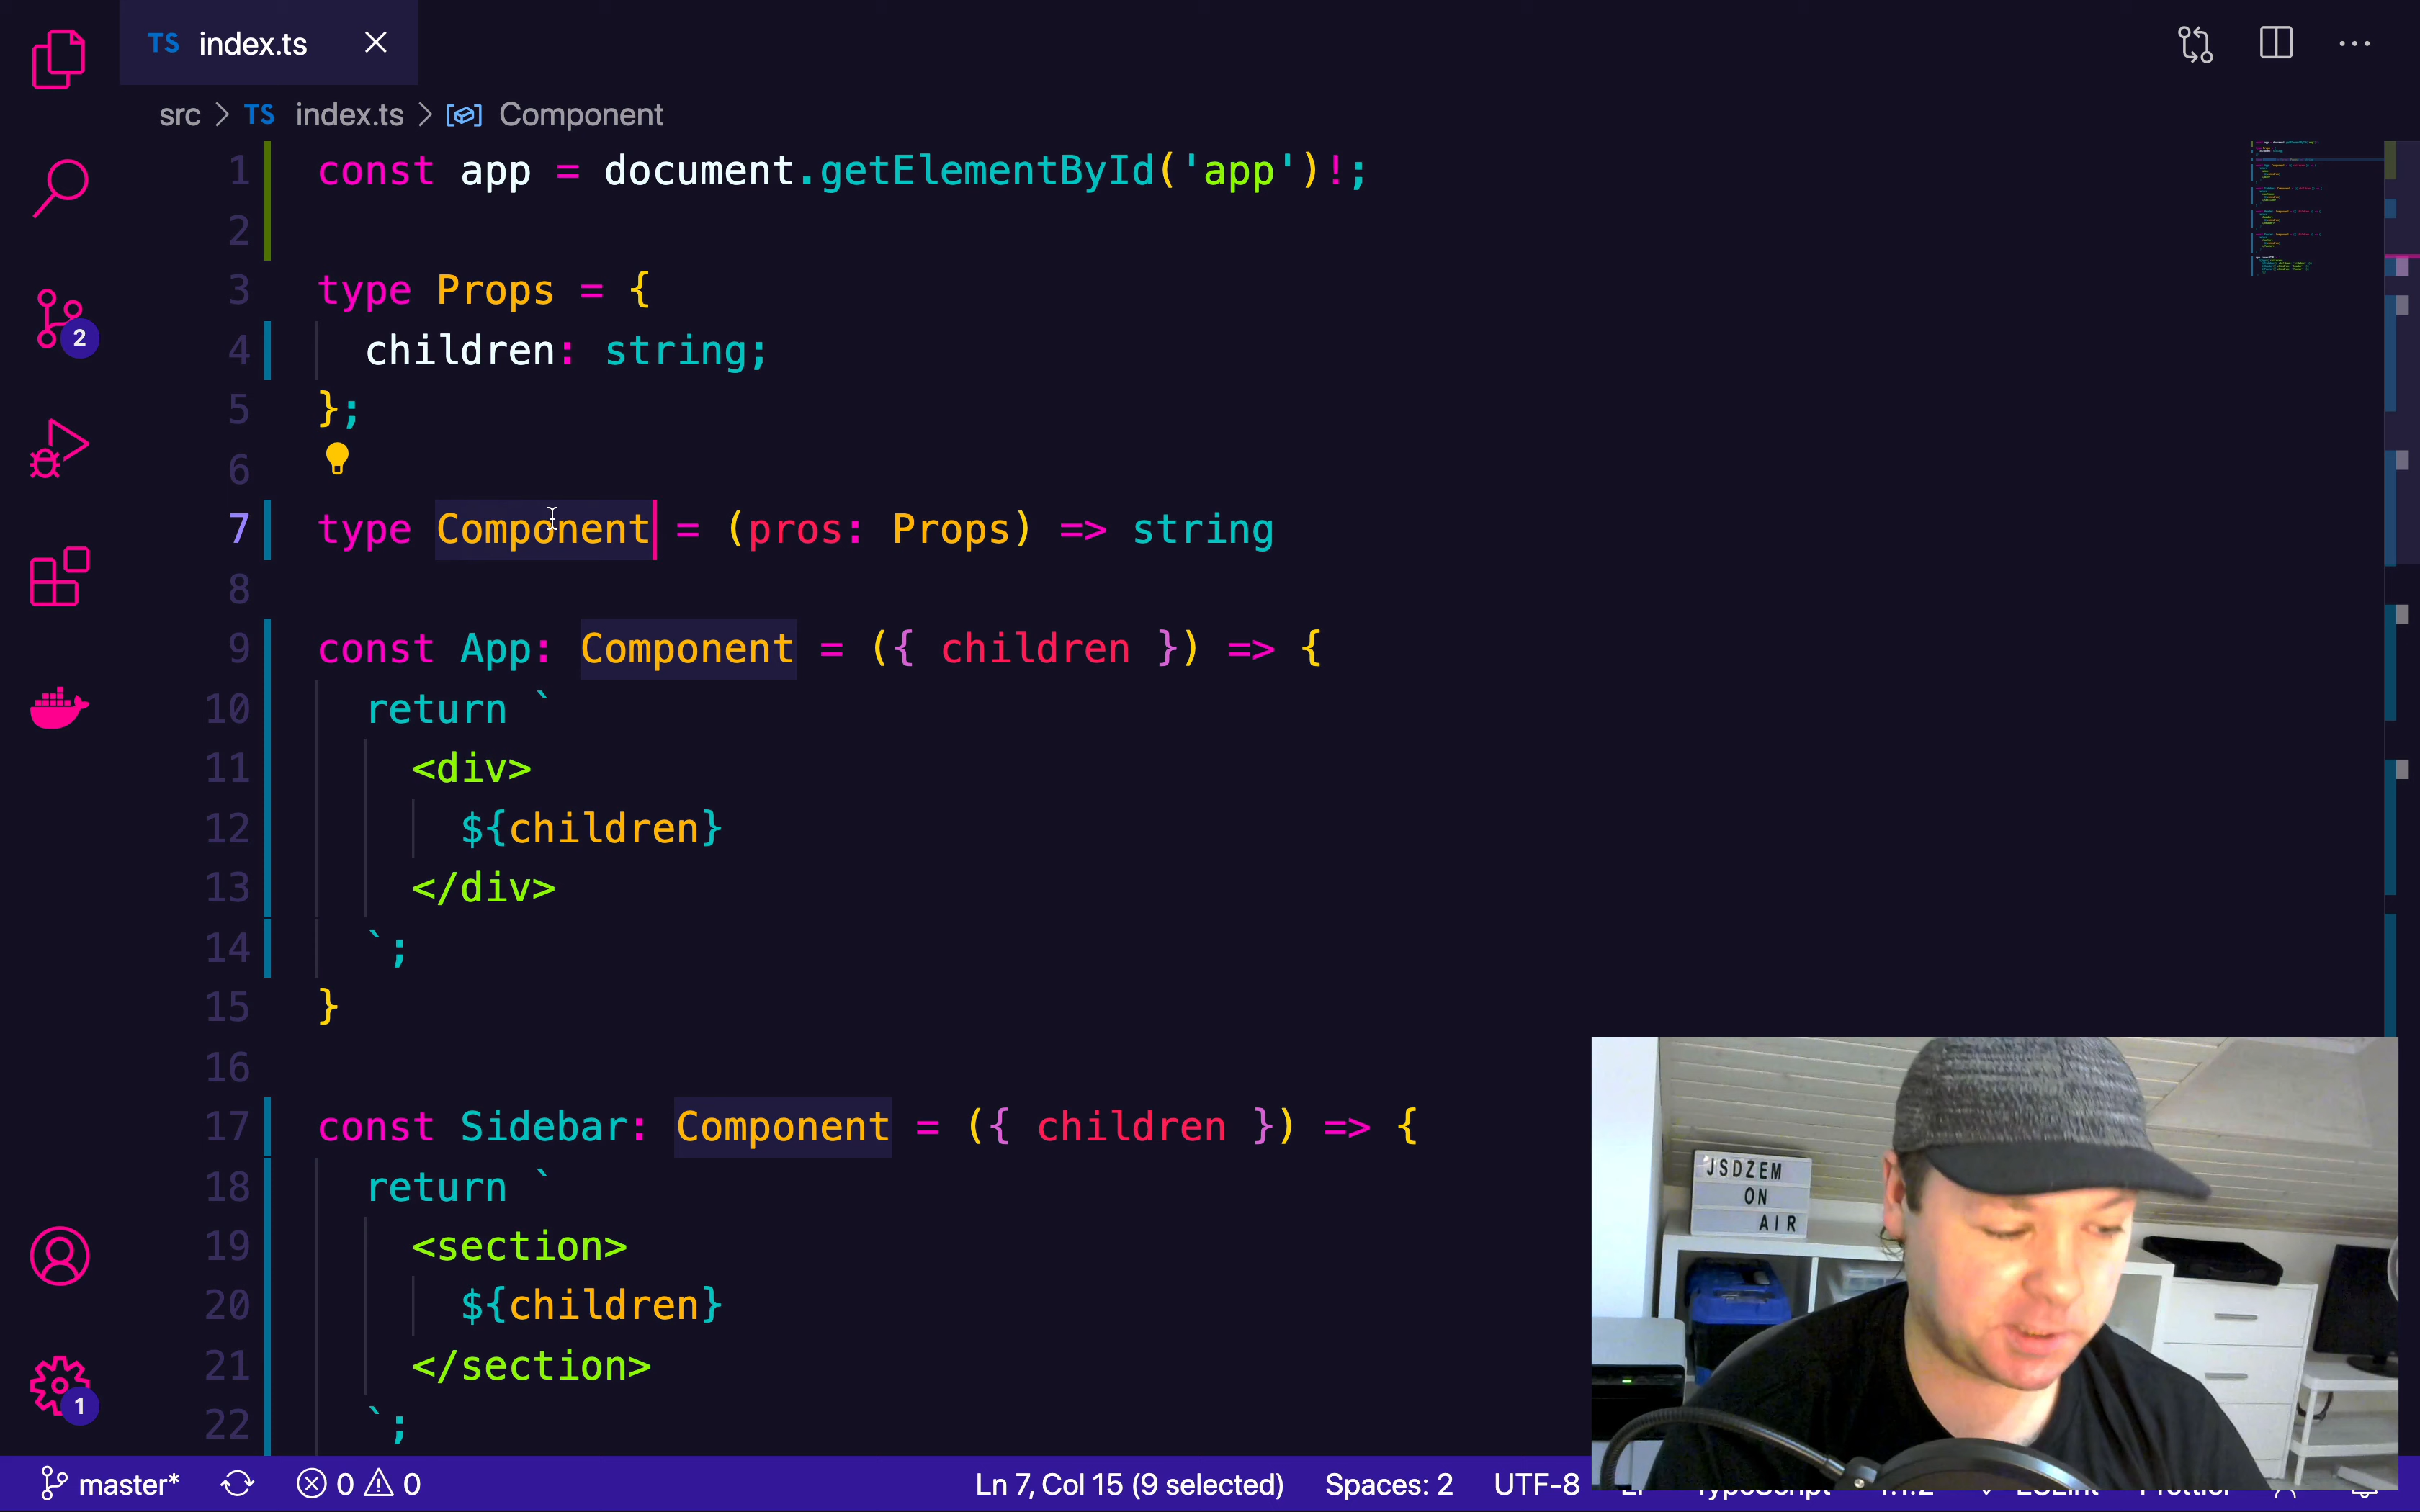 TS index.ts
src > TS index.ts > Component
1 const app = document.getElementById('app')!;
2
3 type Props = {
4 children: string;
5 };
6
7 type Component = (pros: Props) => string
8
9 const App: Component = ({ children }) => {
10 return `
11 <div>
12 ${children}
13 </div>
14 `;
15 }
16
17 const Sidebar: Component = ({ children }) => {
18 return `
19 <section>
20 ${children}
21 </section>
22 `;
2
1
JSDŻEM
ON
AIR
master* 0 0 Ln 7, Col 15 (9 selected) Spaces: 2 UTF-8